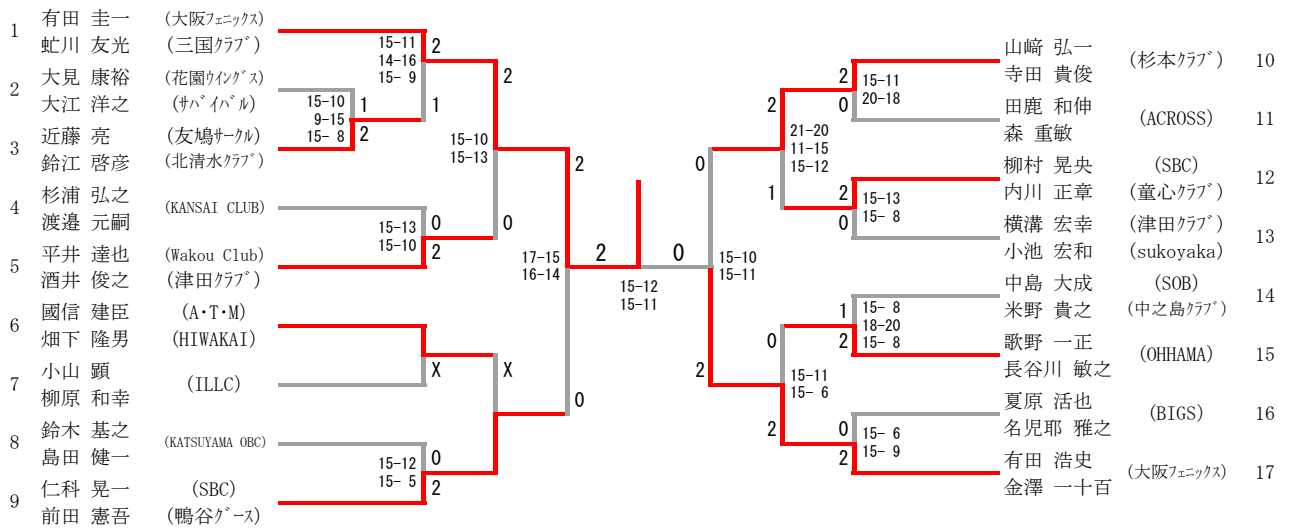 有田 圭一 (大阪ﾌｪﾆｯｸｽ)
1
虻川 友光 (三国ｸﾗﾌﾞ)
大見 康裕 (花園ｳｲﾝｸﾞｽ)
2
大江 洋之 (ｻﾊﾞｲﾊﾞﾙ)
近藤 亮 (友鳩サークル)
3
鈴江 啓彦 (北清水ｸﾗﾌﾞ)
杉浦 弘之
4 (KANSAI CLUB)
渡邉 元嗣
平井 達也 (Wakou Club)
5
酒井 俊之 (津田ｸﾗﾌﾞ)
國信 建臣 (A・T・M)
6
畑下 隆男 (HIWAKAI)
小山 顕
7 (ILLC)
柳原 和幸
鈴木 基之
8 (KATSUYAMA OBC)
島田 健一
仁科 晃一 (SBC)
9
前田 憲吾 (鴨谷ｸﾞｰｽ)
15-11
14-16
15- 9
2
1
15-10
9-15
15- 8
1
2
15-10
15-13
2
0
15-13
15-10
0
2
17-15
16-14
2
0
X
X
15-12
15- 5
0
2
2
0
15-12
15-11
15-10
15-11
0
2
21-20
11-15
15-12
2
1
15-11
20-18
2
0
15-13
15- 8
2
0
15-11
15- 6
0
2
15- 8
18-20
15- 8
1
2
15- 6
15- 9
0
2
山﨑 弘一
(杉本ｸﾗﾌﾞ) 10
寺田 貴俊
田鹿 和伸
(ACROSS) 11
森 重敏
柳村 晃央 (SBC)
12
内川 正章 (童心ｸﾗﾌﾞ)
横溝 宏幸 (津田ｸﾗﾌﾞ)
13
小池 宏和 (sukoyaka)
中島 大成 (SOB)
14
米野 貴之 (中之島ｸﾗﾌﾞ)
歌野 一正
(OHHAMA) 15
長谷川 敏之
夏原 活也
(BIGS) 16
名児耶 雅之
有田 浩史
(大阪ﾌｪﾆｯｸｽ) 17
金澤 一十百